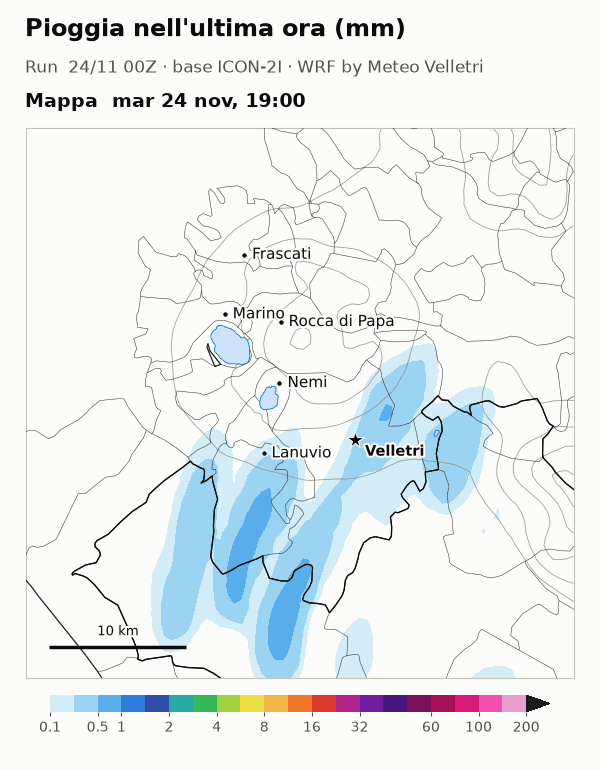 Pioggia nell'ultima ora (mm)
Run  24/11 00Z · base ICON-2I · WRF by Meteo Velletri
Mappa  mar 24 nov, 19:00
Frascati
Marino
Rocca di Papa
Nemi
Velletri
Lanuvio
10 km
0.1 0.5 1 2 4 8 16 32 60 100 200